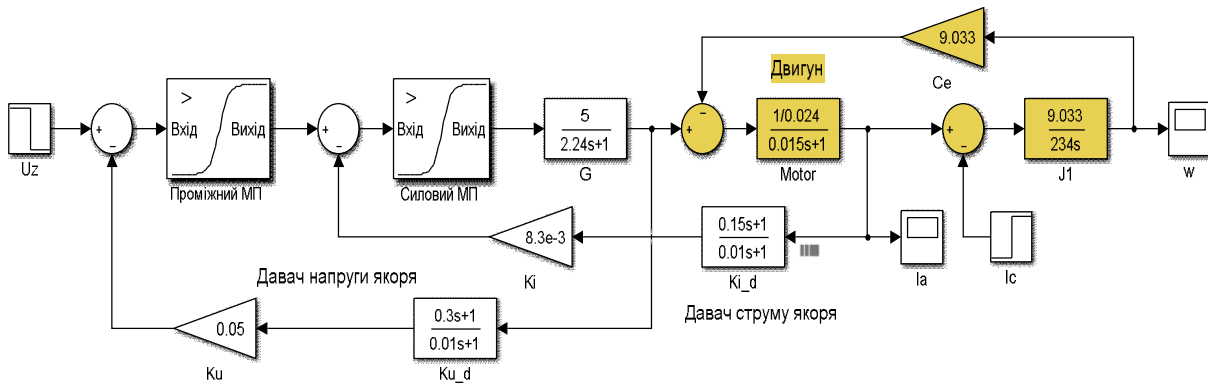 9.033
Ce
Двигун
>
Вхід
Вихід
Проміжний МП
>
Вхід
Вихід
Силовий МП
5
2.24s+1
G
1/0.024
0.015s+1
Motor
9.033
234s
J1
Uz
+
−
+
−
−
+
+
−
w
8.3e-3
Ki
0.15s+1
0.01s+1
Ki_d
Ia
Ic
Давач напруги якоря
Давач струму якоря
0.05
Ku
0.3s+1
0.01s+1
Ku_d